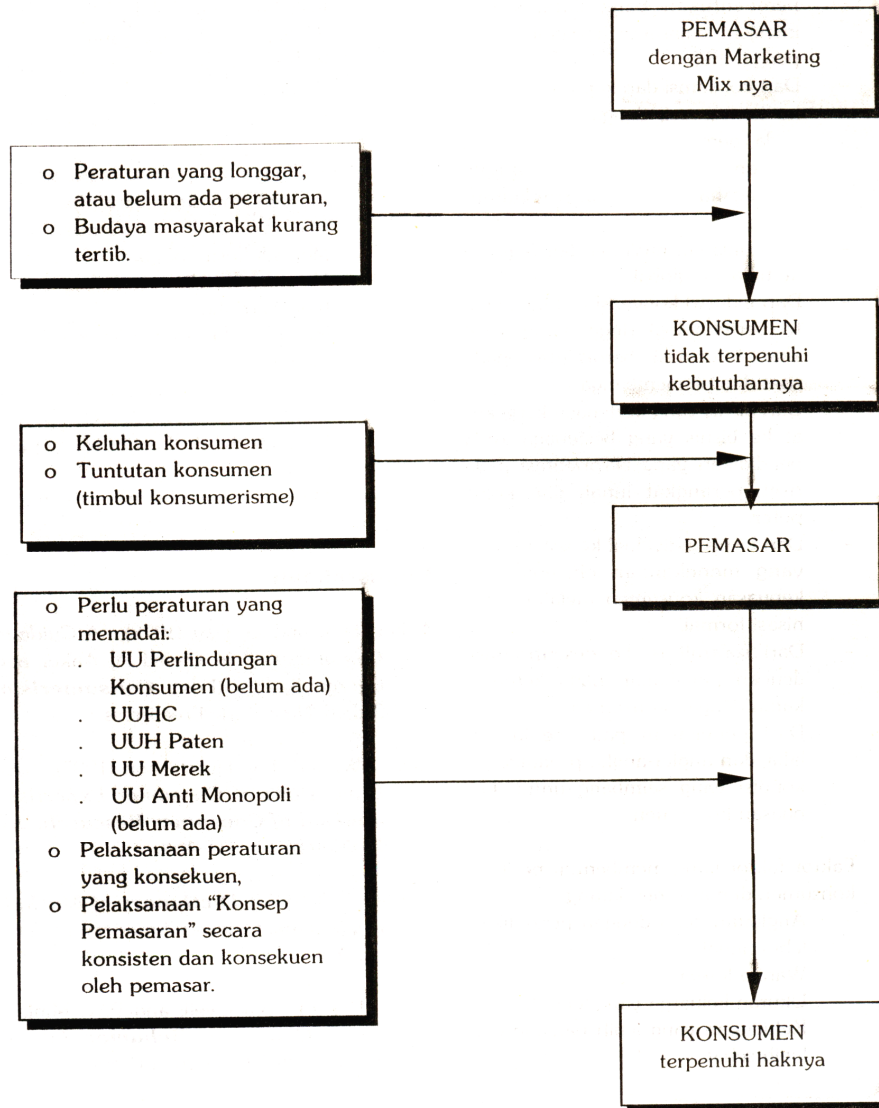 PEMASAR
dengan Marketing
Mix nya
o Peraturan yang longgar,
atau belum ada peraturan,
o Budaya masyarakat kurang
tertib.
KONSUMEN
tidak terpenuhi
kebutuhannya
o Keluhan konsumen
o Tuntutan konsumen
(timbul konsumerisme)
PEMASAR
o Perlu peraturan yang
memadai:
. UU Perlindungan
Konsumen (belum ada)
. UUHC
. UUH Paten
. UU Merek
. UU Anti Monopoli
(belum ada)
o Pelaksanaan peraturan
yang konsekuen,
o Pelaksanaan “Konsep
Pemasaran” secara
konsisten dan konsekuen
oleh pemasar.
KONSUMEN
terpenuhi haknya